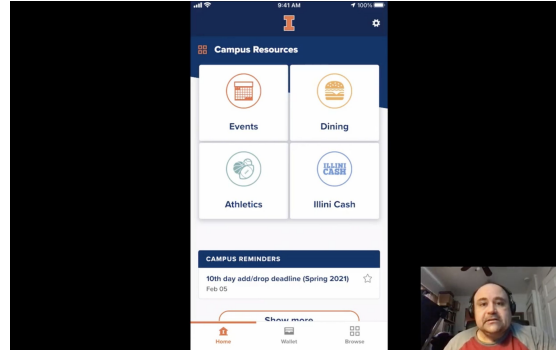 9:41 AM
100%
I
Campus Resources
Events
Dining
Athletics
ILLINI
CASH
Illini Cash
CAMPUS REMINDERS
10th day add/drop deadline (Spring 2021)
Feb 05
Show more
Home
Wallet
Browse